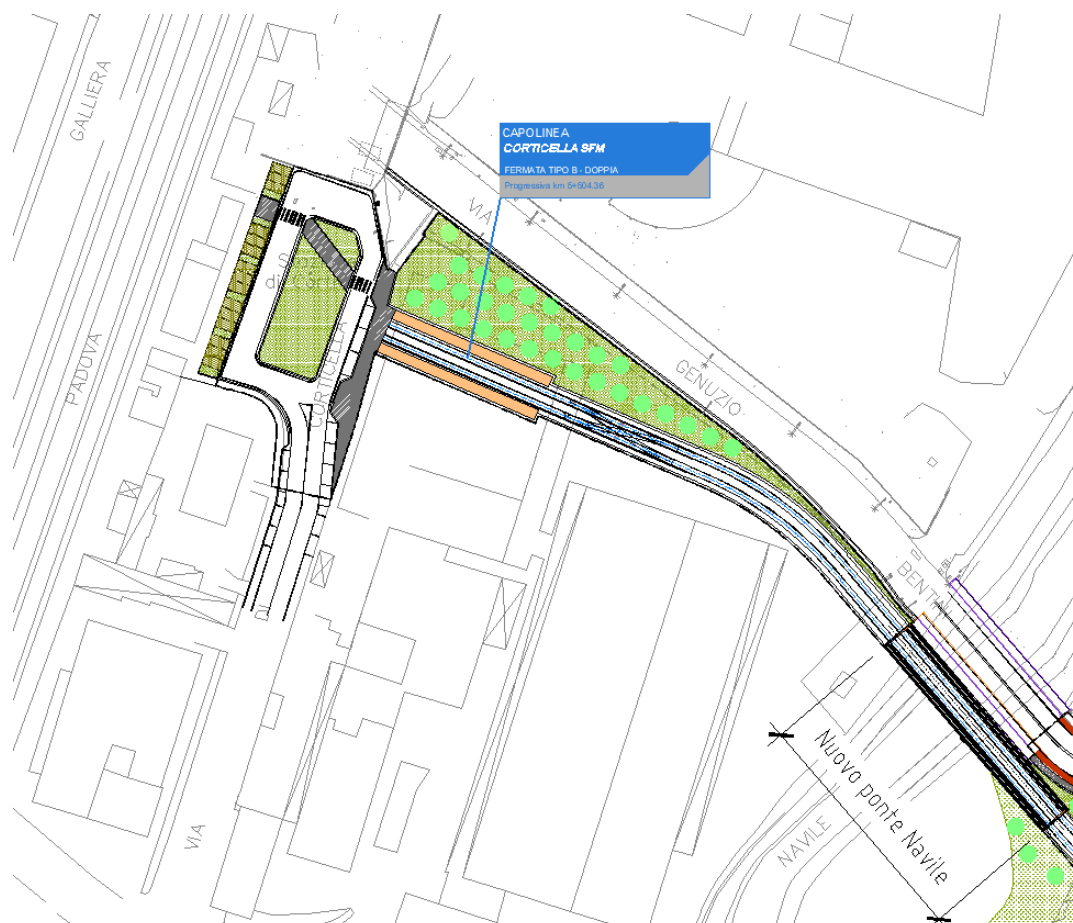 GALLIERA
CAPOLINEA
CORTICELLA SFM
FERMATA TIPO B - DOPPIA
Progressiva km 5+504.36
VIA
PADOVA
CORTICELLA
GENUZIO
BENTI
Nuovo ponte Navile
NAVILE
VIA